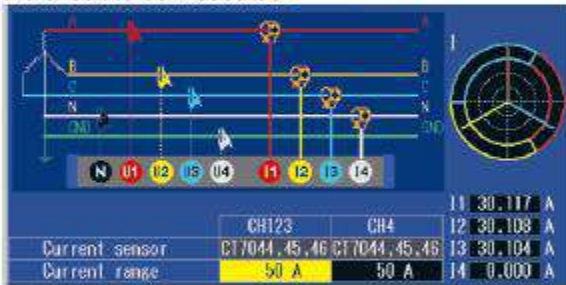 A A
I
B B
C C
N N
GND GND
N U1 U2 U3 U4 I1 I2 I3 I4
I1 30.117 A
CH123 CH4 I2 30.108 A
Current sensor CT7044,45,46 CT7044,45,46 I3 30.104 A
Current range 50 A 50 A I4 0.000 A